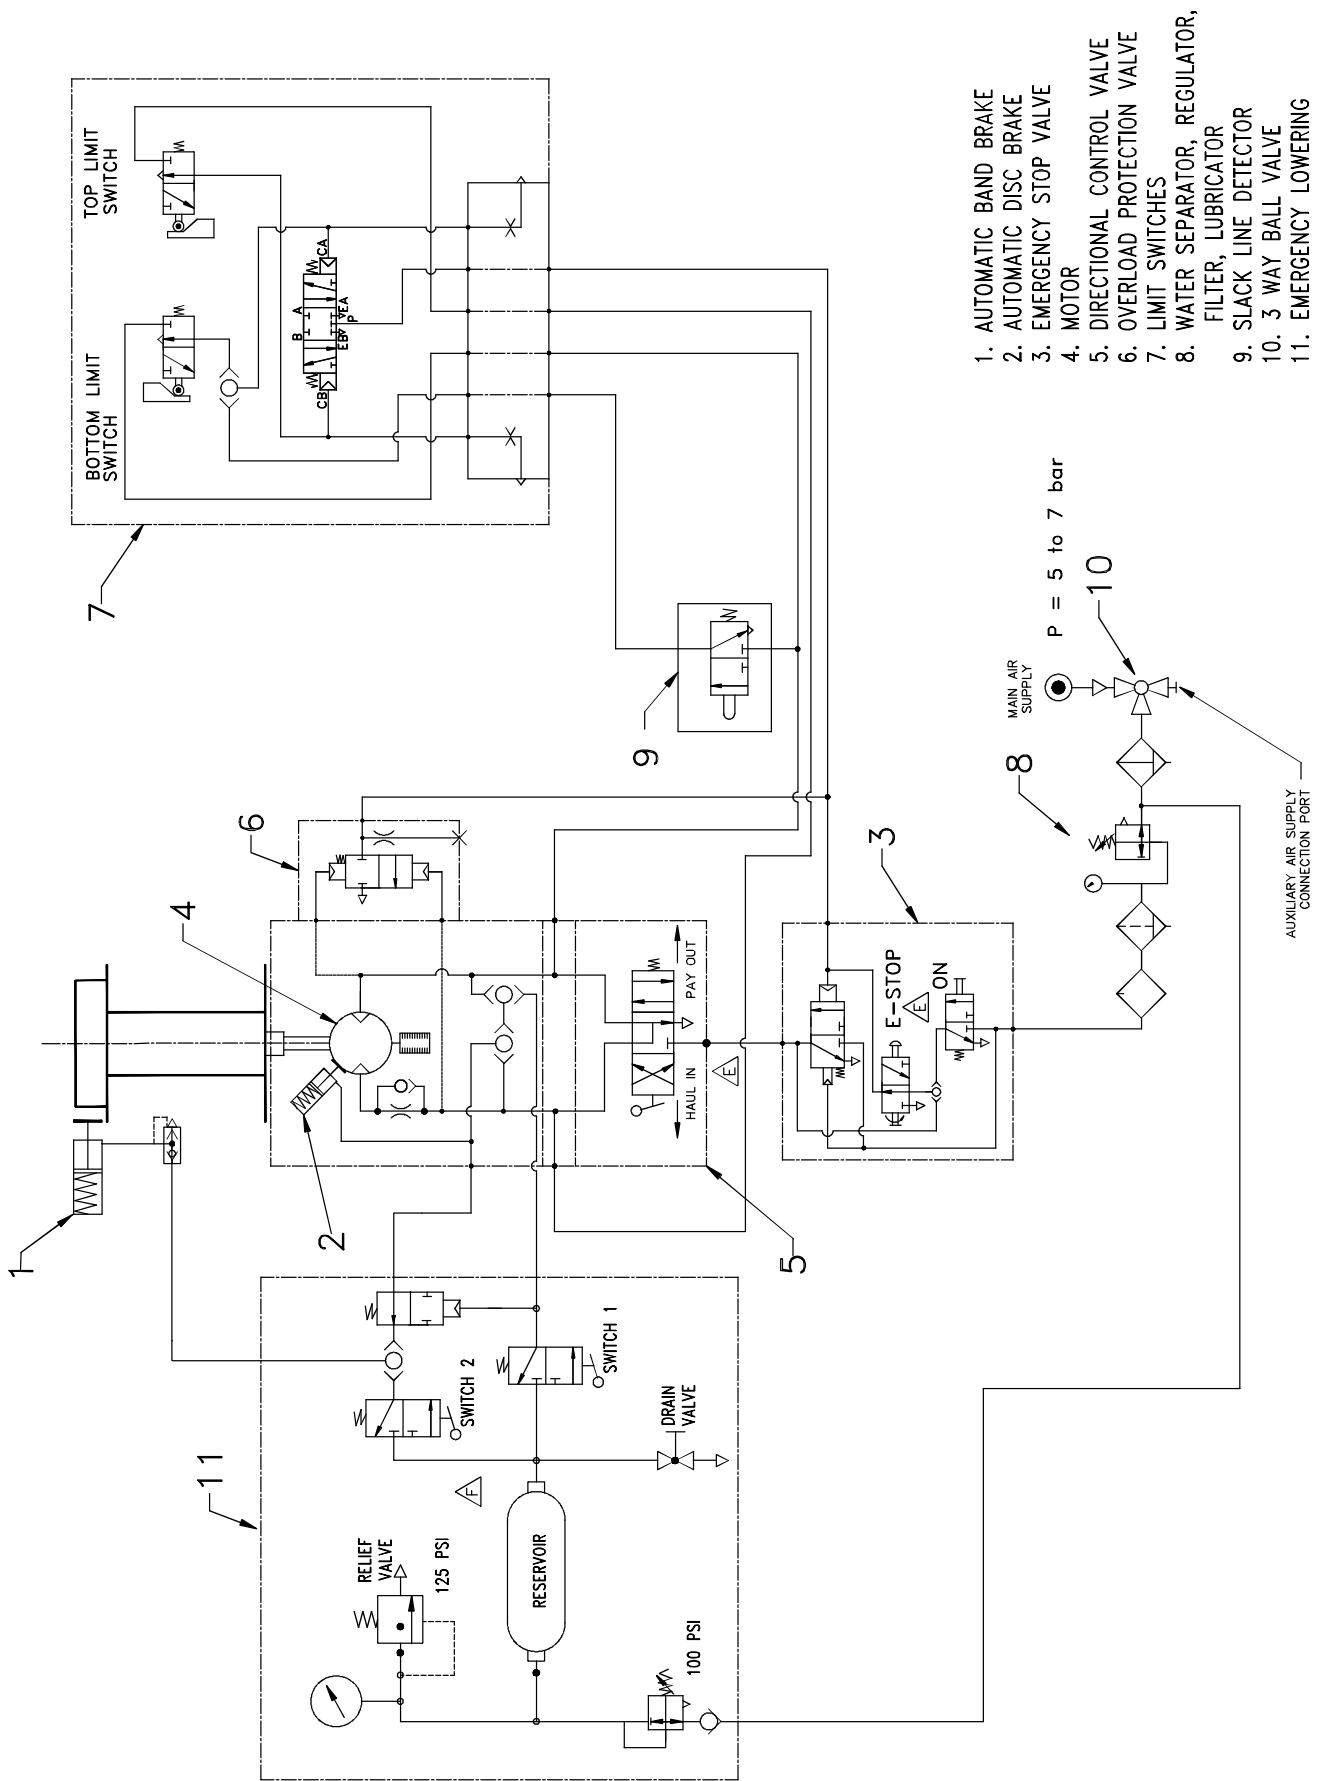 TOP LIMIT
SWITCH
BOTTOM LIMIT
SWITCH
CA
A
B
EA
P
EB
CB
7
9
6
4
2
1
5
3
8
10
11
HAUL IN
PAY OUT
E
E-STOP
E
ON
SWITCH 1
SWITCH 2
DRAIN
VALVE
F
RESERVOIR
RELIEF
VALVE
125 PSI
100 PSI
MAIN AIR
SUPPLY
P = 5 to 7 bar
AUXILIARY AIR SUPPLY
CONNECTION PORT
1. AUTOMATIC BAND BRAKE
2. AUTOMATIC DISC BRAKE
3. EMERGENCY STOP VALVE
4. MOTOR
5. DIRECTIONAL CONTROL VALVE
6. OVERLOAD PROTECTION VALVE
7. LIMIT SWITCHES
8. WATER SEPARATOR, REGULATOR,
FILTER, LUBRICATOR
9. SLACK LINE DETECTOR
10. 3 WAY BALL VALVE
11. EMERGENCY LOWERING